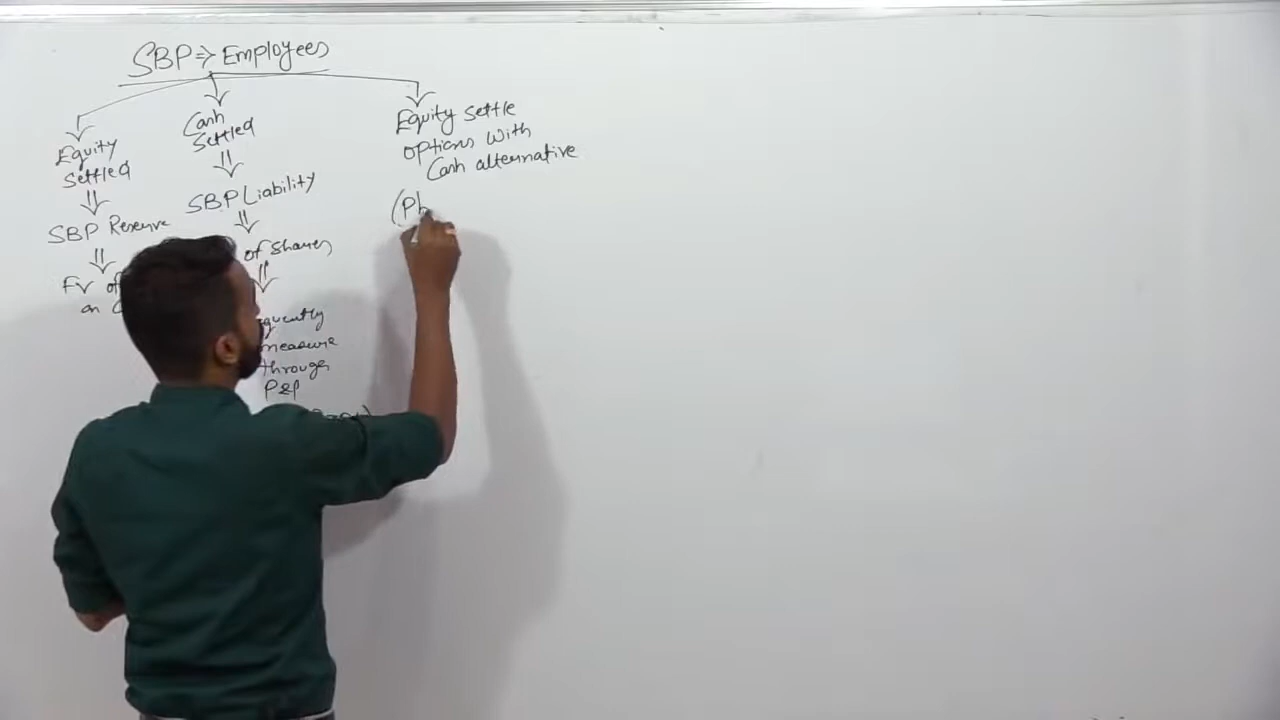 SBP ⇒ Employees
Equity
Settled
SBP Reserve
FV of
on
Cash
Settled
SBP Liability
of shares
measure
through
P&L
Equity settle
options with
Cash alternative
(Ph